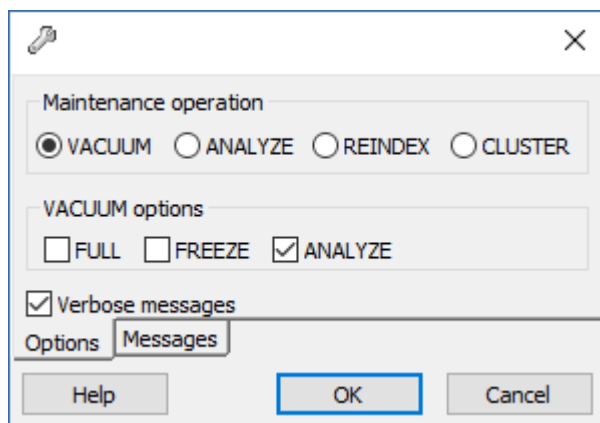 Maintenance operation
VACUUM ANALYZE REINDEX CLUSTER
VACUUM options
FULL FREEZE ANALYZE
Verbose messages
Options Messages
Help OK Cancel